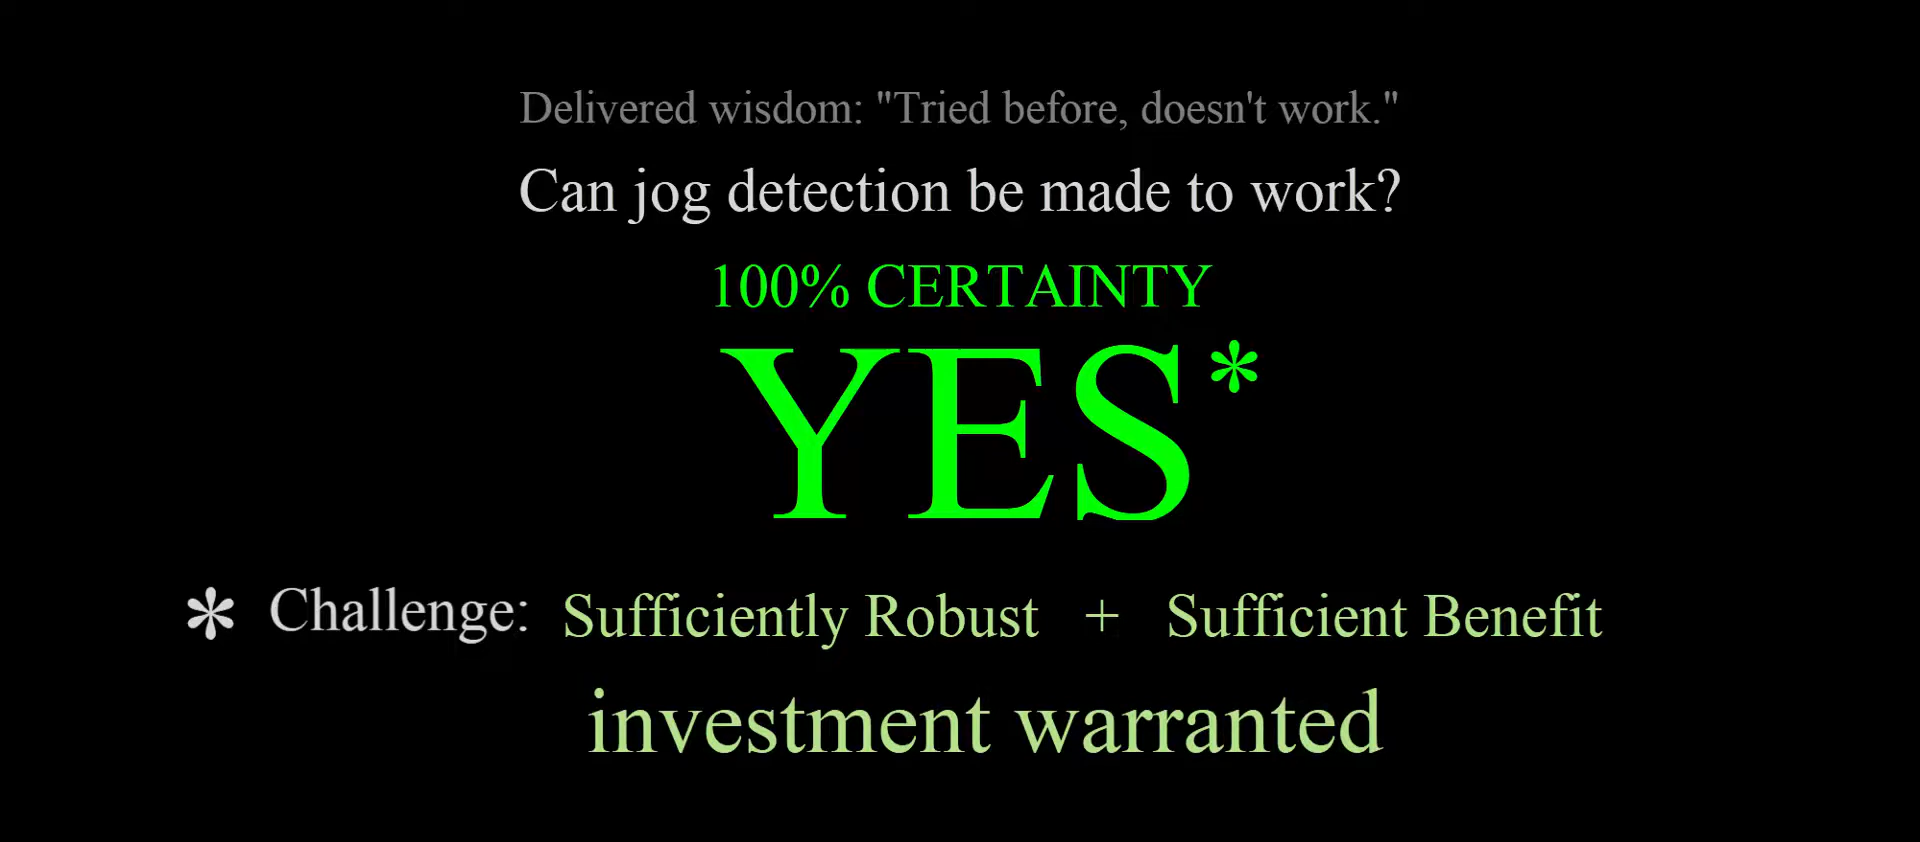 Delivered wisdom: "Tried before, doesn't work."
Can jog detection be made to work?
100% CERTAINTY
YES*
* Challenge: Sufficiently Robust + Sufficient Benefit
investment warranted